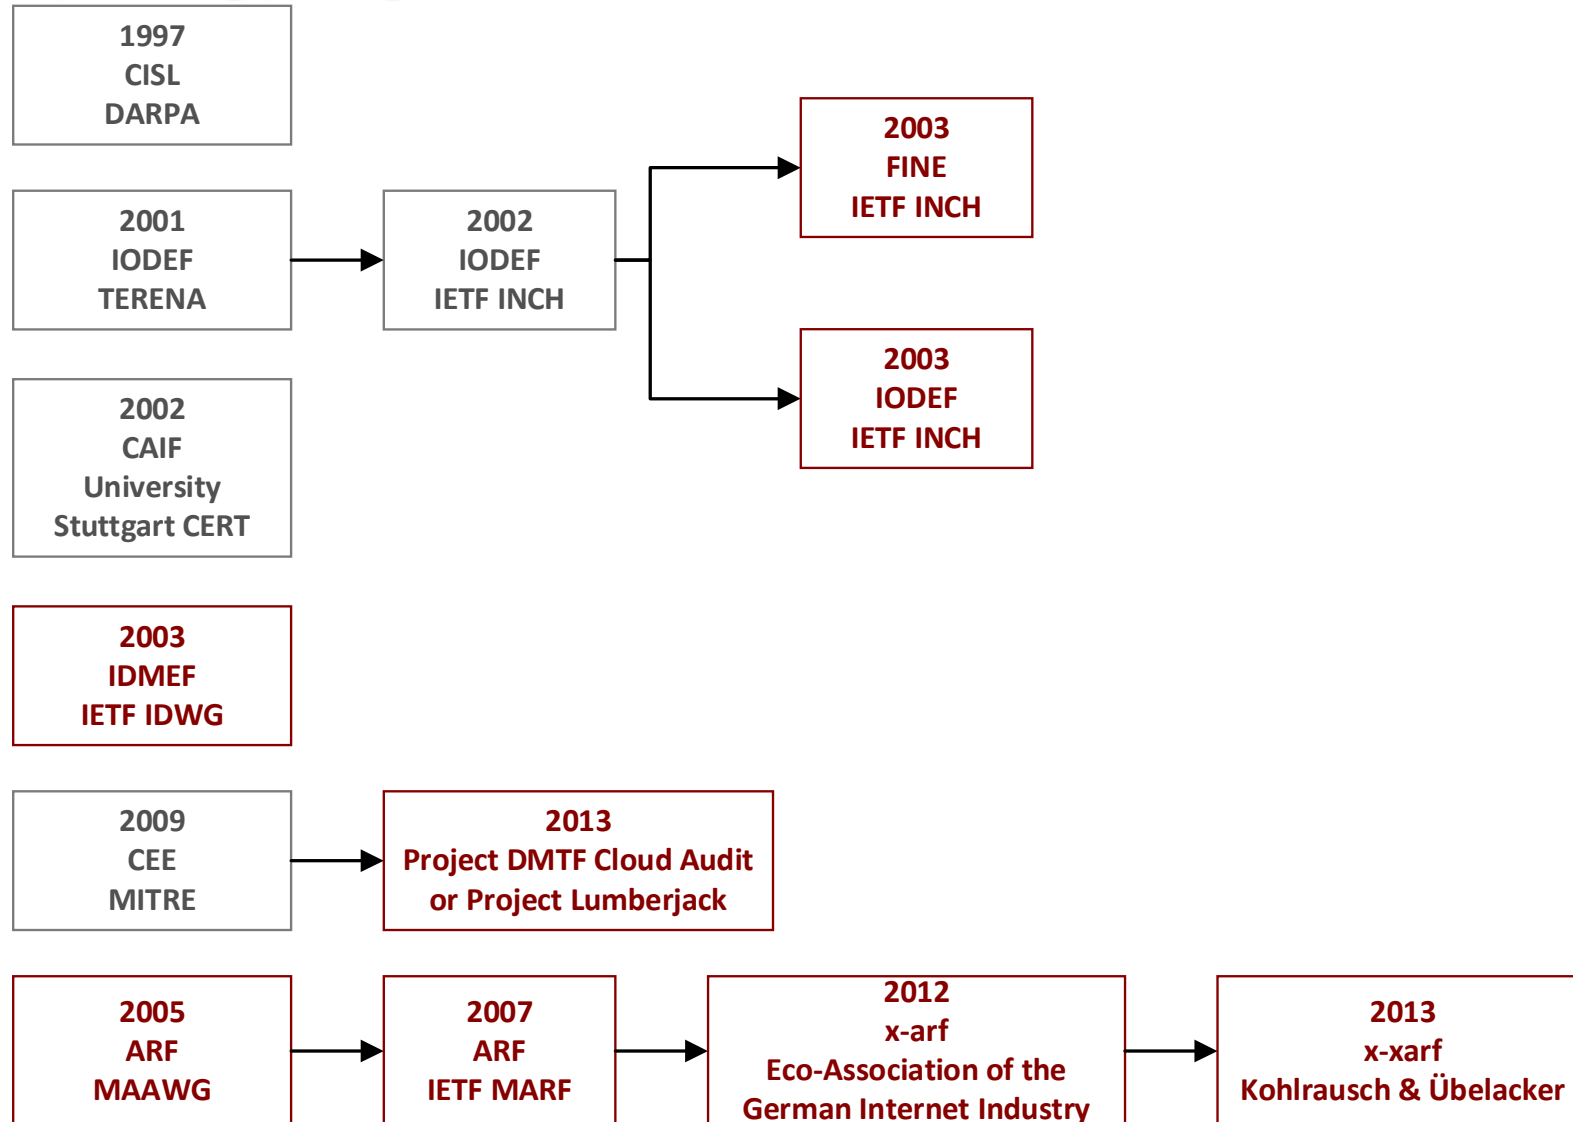 1997
CISL
DARPA
2001
IODEF
TERENA
2002
IODEF
IETF INCH
2003
FINE
IETF INCH
2003
IODEF
IETF INCH
2002
CAIF
University
Stuttgart CERT
2003
IDMEF
IETF IDWG
2009
CEE
MITRE
2013
Project DMTF Cloud Audit
or Project Lumberjack
2005
ARF
MAAWG
2007
ARF
IETF MARF
2012
x-arf
Eco-Association of the
German Internet Industry
2013
x-xarf
Kohlrausch & Übelacker